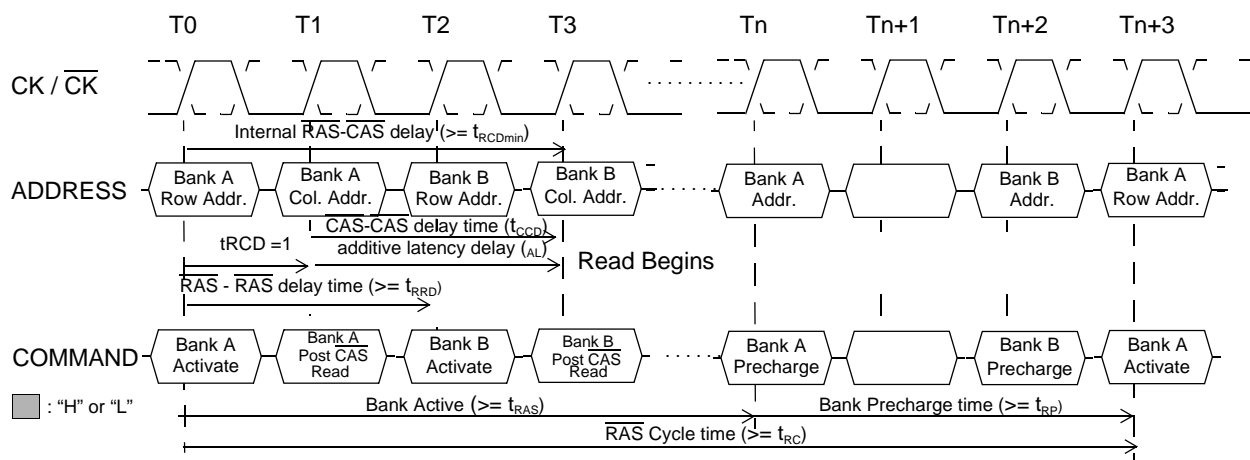 T0 T1 T2 T3 Tn Tn+1 Tn+2 Tn+3
CK / CK
Internal RAS-CAS delay (>= tRCDmin)
ADDRESS
Bank A
Row Addr.
Bank A
Col. Addr.
Bank B
Row Addr.
Bank B
Col. Addr.
Bank A
Addr.
Bank B
Addr.
Bank A
Row Addr.
CAS-CAS delay time (tCCD)
tRCD =1
additive latency delay (AL)
Read Begins
RAS - RAS delay time (>= tRRD)
COMMAND
Bank A
Activate
Bank A
Post CAS
Read
Bank B
Activate
Bank B
Post CAS
Read
Bank A
Precharge
Bank B
Precharge
Bank A
Activate
: “H” or “L”
Bank Active (>= tRAS)
Bank Precharge time (>= tRP)
RAS Cycle time (>= tRC)